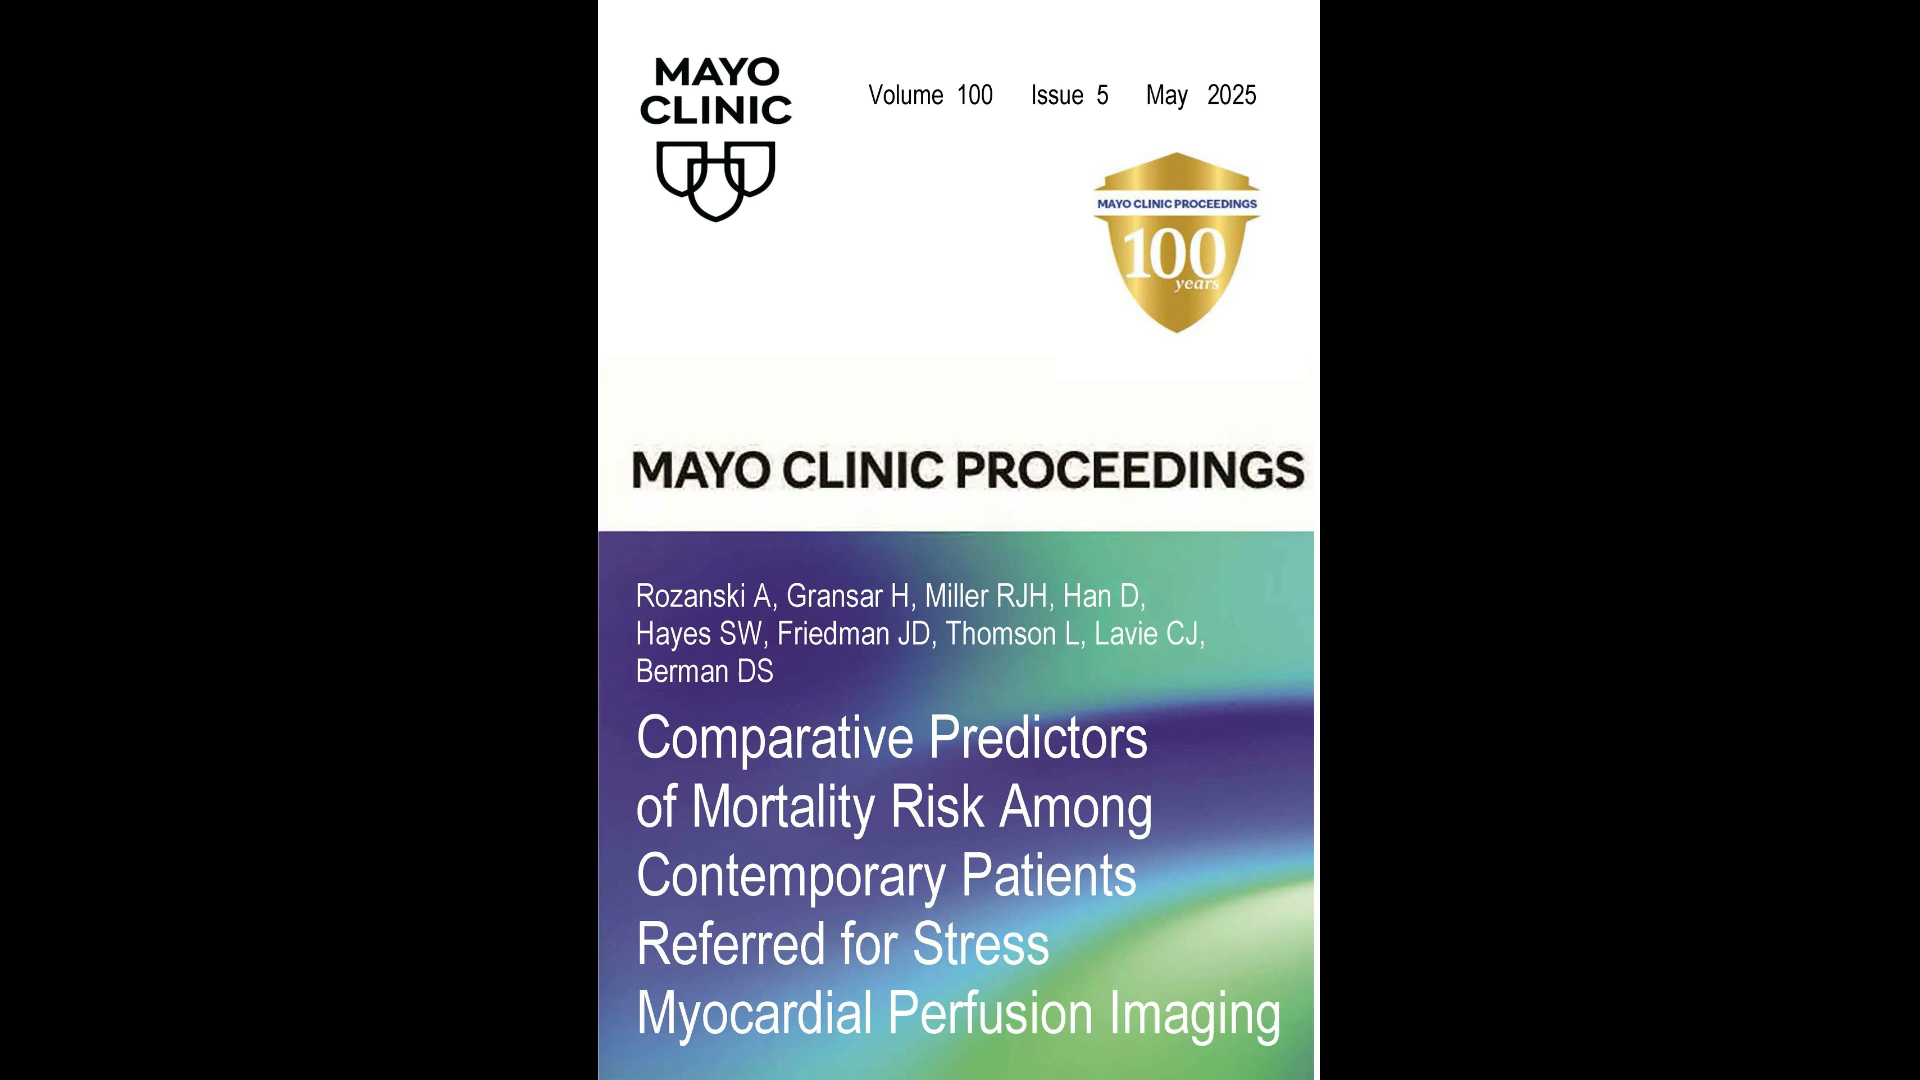 MAYO
CLINIC
Volume 100 Issue 5 May 2025
MAYO CLINIC PROCEEDINGS
100
years
MAYO CLINIC PROCEEDINGS
Rozanski A, Gransar H, Miller RJH, Han D,
Hayes SW, Friedman JD, Thomson L, Lavie CJ,
Berman DS
Comparative Predictors
of Mortality Risk Among
Contemporary Patients
Referred for Stress
Myocardial Perfusion Imaging